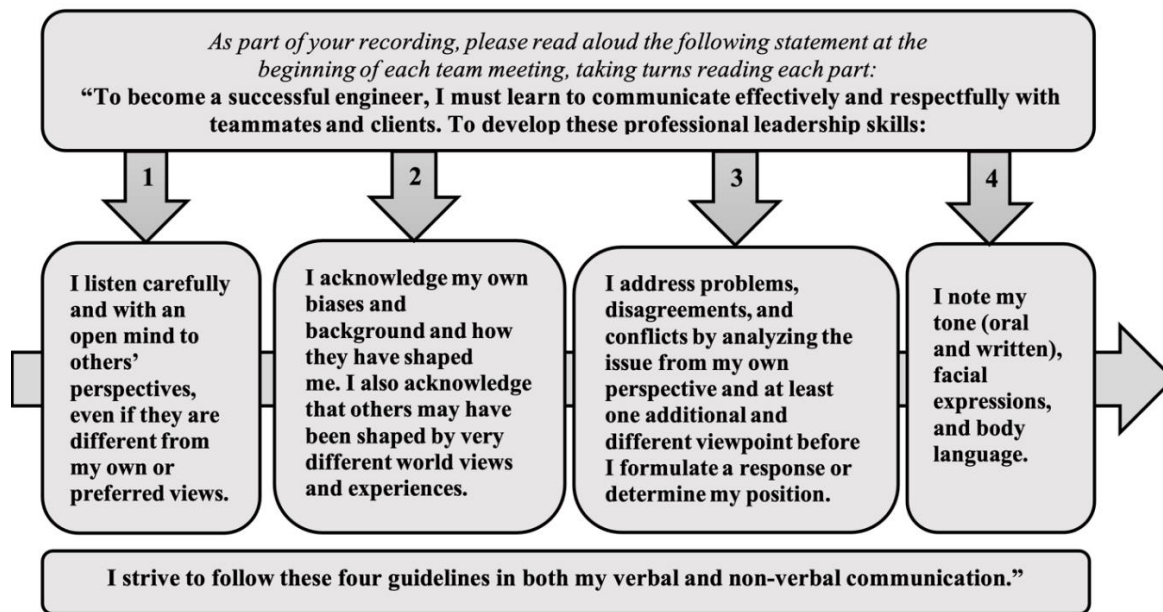 As part of your recording, please read aloud the following statement at the
beginning of each team meeting, taking turns reading each part:
“To become a successful engineer, I must learn to communicate effectively and respectfully with
teammates and clients. To develop these professional leadership skills:
1
2
3
4
I listen carefully
and with an
open mind to
others’
perspectives,
even if they are
different from
my own or
preferred views.
I acknowledge my own
biases and
background and how
they have shaped
me. I also acknowledge
that others may have
been shaped by very
different world views
and experiences.
I address problems,
disagreements, and
conflicts by analyzing the
issue from my own
perspective and at least
one additional and
different viewpoint before
I formulate a response or
determine my position.
I note my
tone (oral
and written),
facial
expressions,
and body
language.
I strive to follow these four guidelines in both my verbal and non-verbal communication.”